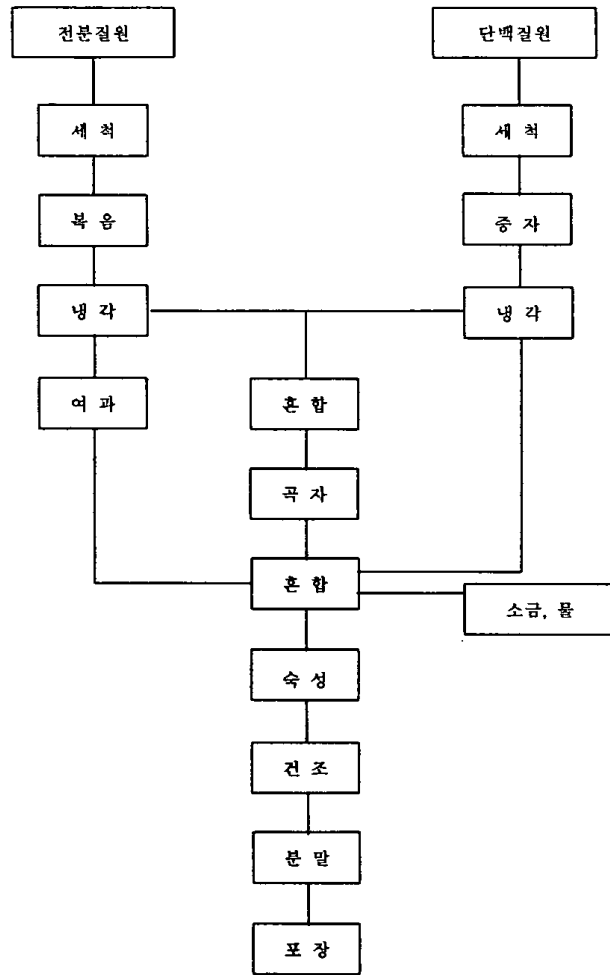 전분질원
단백질원
세 척
세 척
볶 음
증 자
냉 각
냉 각
여 과
혼 합
곡 자
혼 합
소금, 물
숙 성
건 조
분 말
포 장